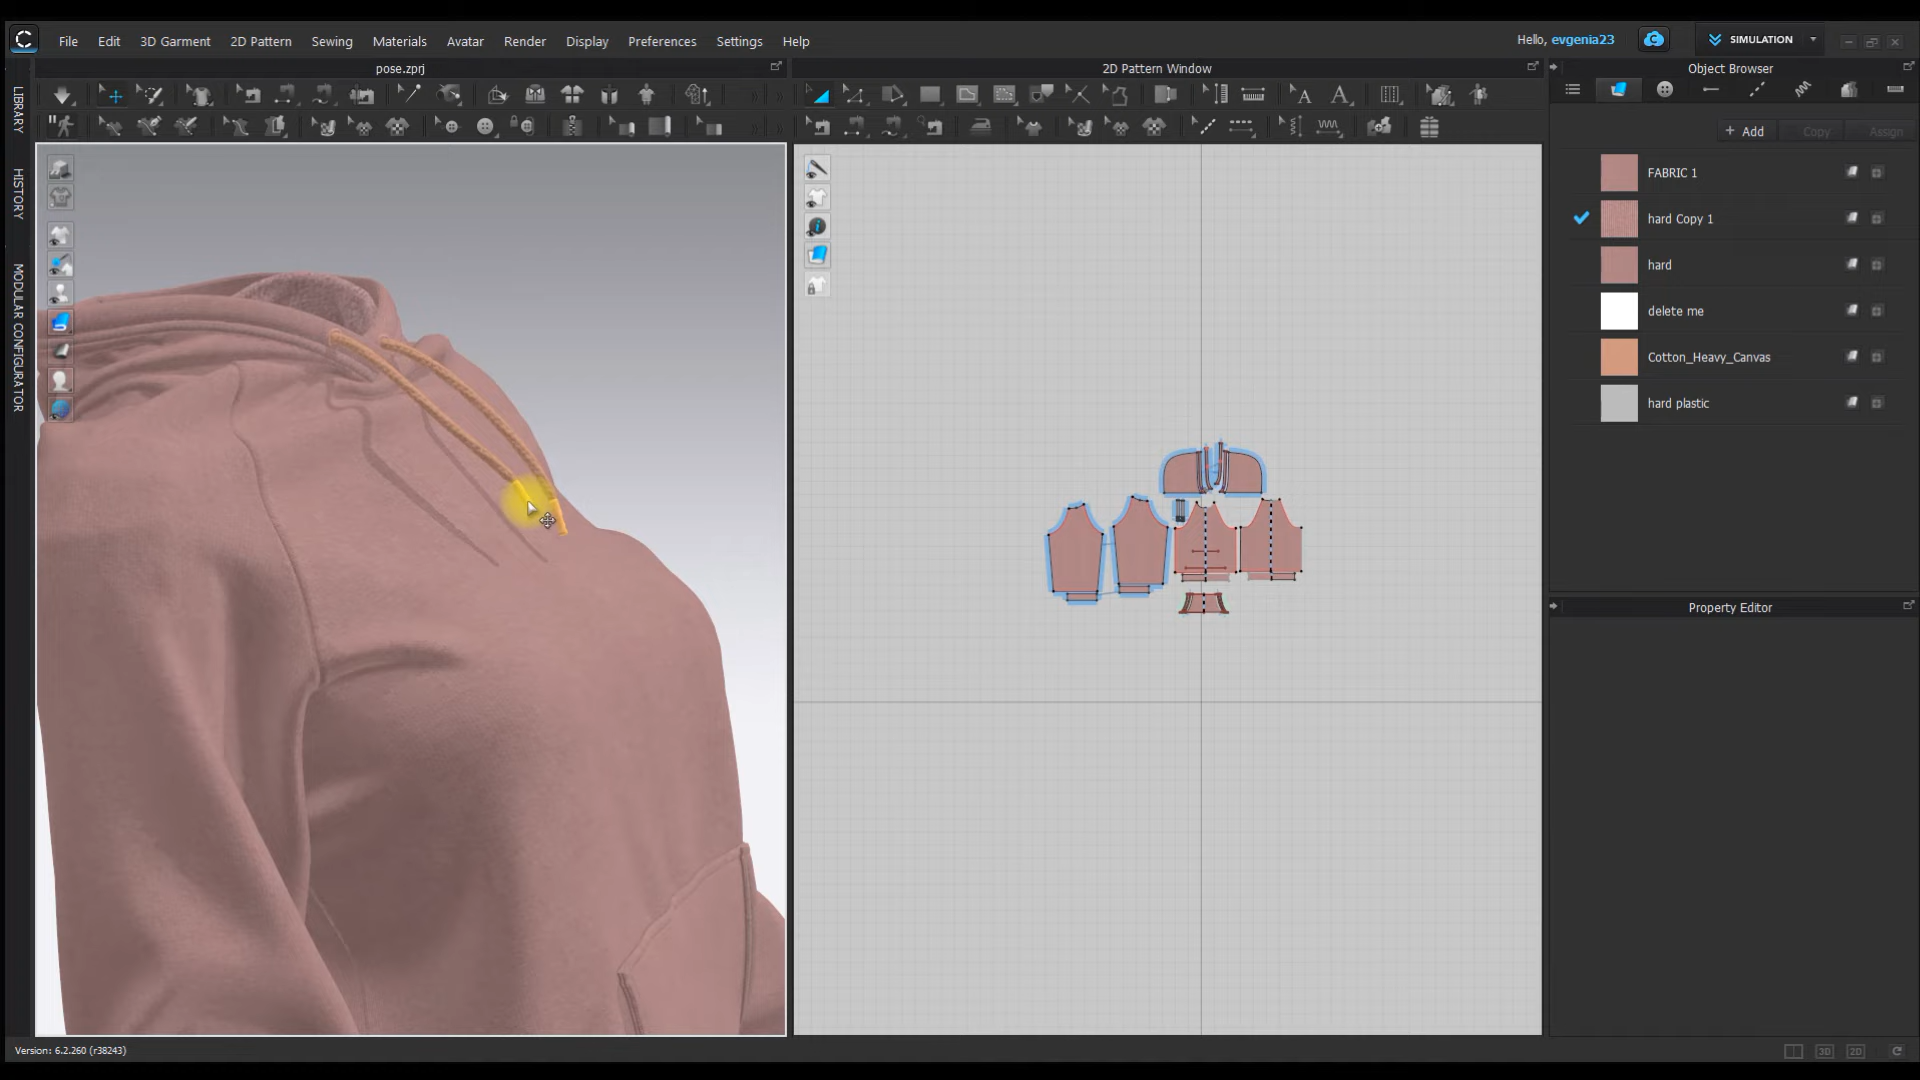 File Edit 3D Garment 2D Pattern Sewing Materials Avatar Render Display Preferences Settings Help
Hello, evgenia23
SIMULATION
pose.zprj
2D Pattern Window
Object Browser
LIBRARY
HISTORY
MODULAR CONFIGURATOR
+ Add Copy Assign
FABRIC 1
hard Copy 1
hard
delete me
Cotton_Heavy_Canvas
hard plastic
Property Editor
Version: 6.2.260 (r38243)
3D 2D